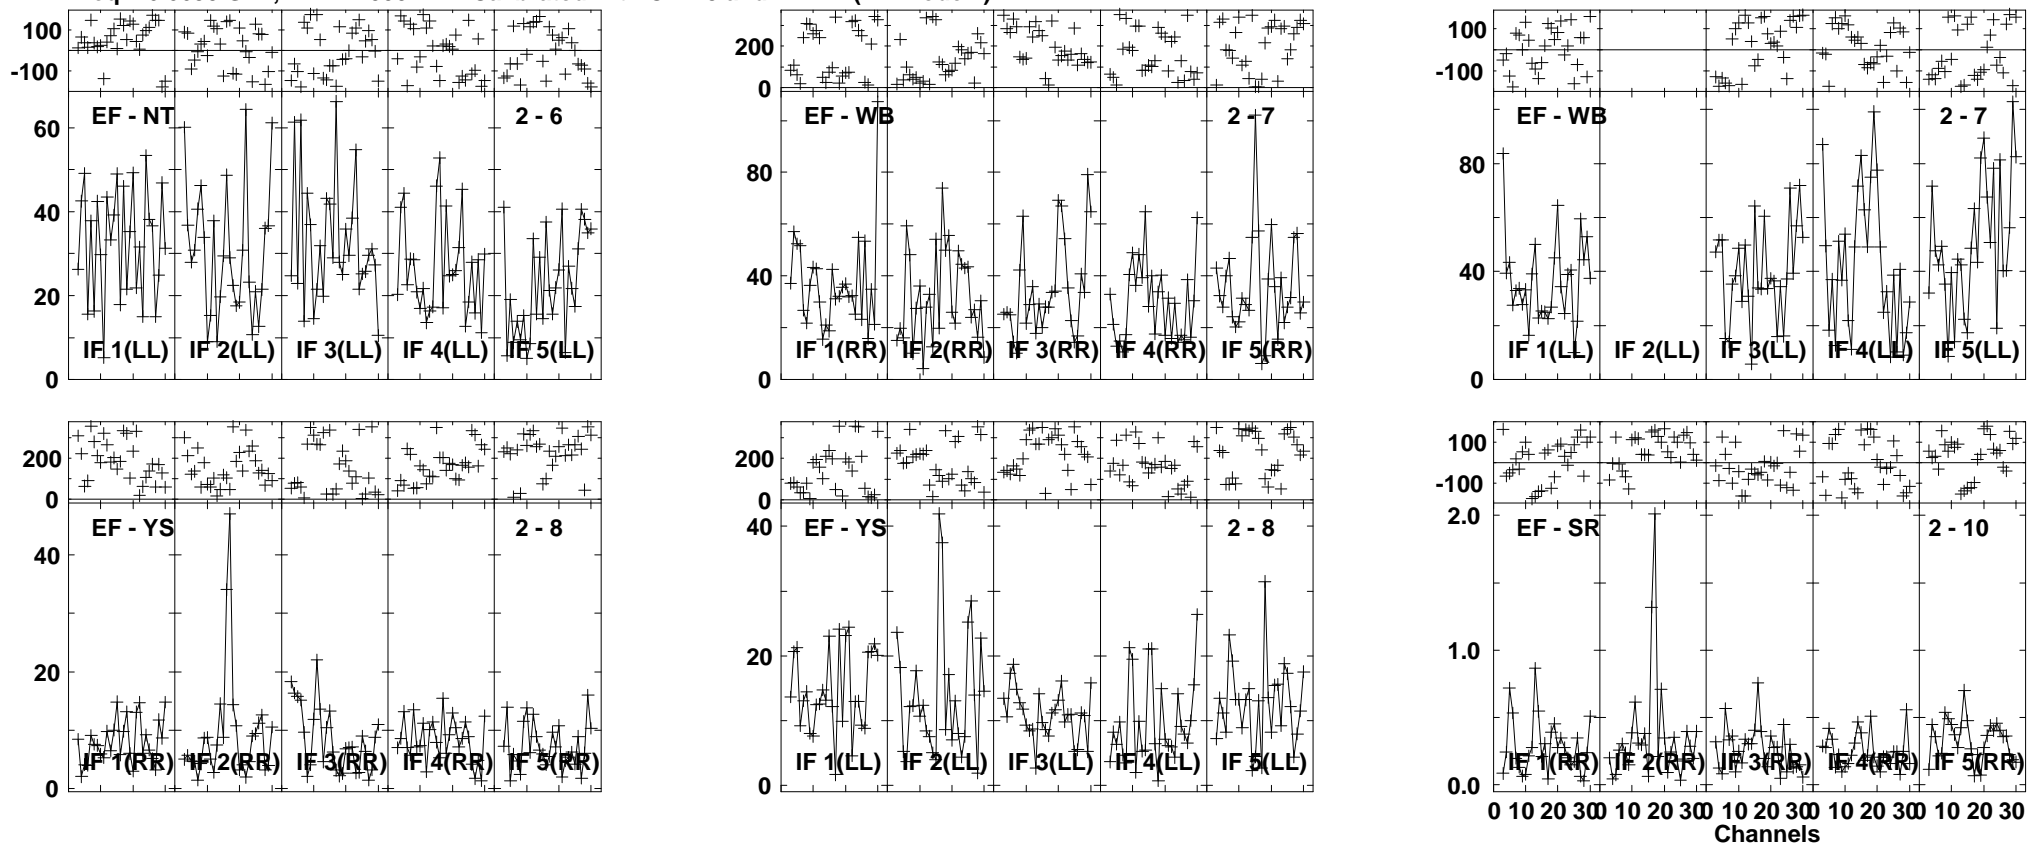 100
-100
EF - NT
2 - 6
60
40
20
0
IF 1(LL) IF 2(LL) IF 3(LL) IF 4(LL) IF 5(LL)
200
0
EF - WB
2 - 7
80
40
0
IF 1(RR) IF 2(RR) IF 3(RR) IF 4(RR) IF 5(RR)
100
-100
EF - WB
2 - 7
80
40
0
IF 1(LL) IF 2(LL) IF 3(LL) IF 4(LL) IF 5(LL)
200
0
EF - YS
2 - 8
40
20
0
IF 1(RR) IF 2(RR) IF 3(RR) IF 4(RR) IF 5(RR)
200
0
EF - YS
2 - 8
40
20
0
IF 1(LL) IF 2(LL) IF 3(LL) IF 4(LL) IF 5(LL)
100
-100
EF - SR
2 - 10
2.0
1.0
0.0
IF 1(RR) IF 2(RR) IF 3(RR) IF 4(RR) IF 5(RR)
0 10 20 30 0 10 20 30 0 10 20 30 0 10 20 30 0 10 20 30
Channels